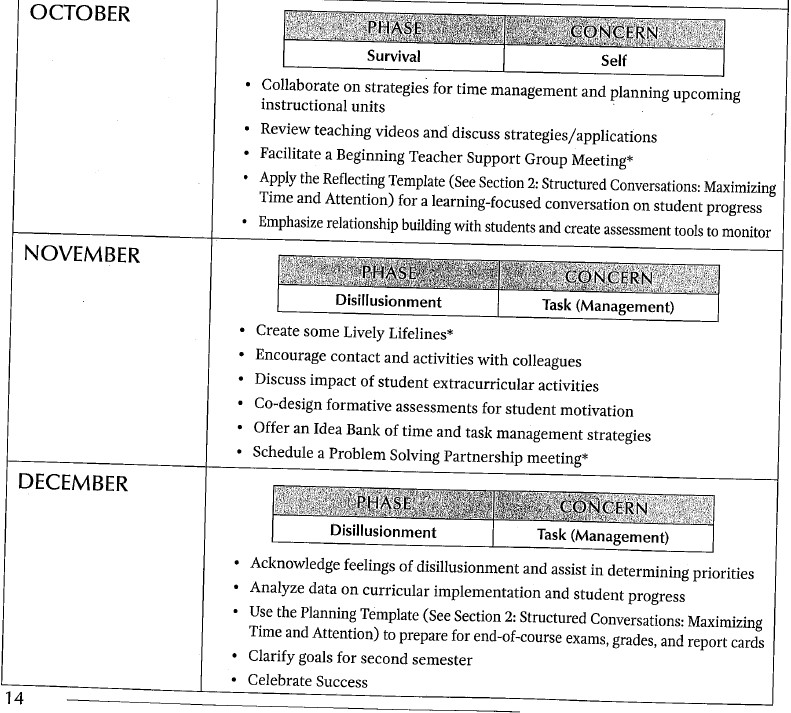 OCTOBER
PHASE CONCERN
Survival Self
• Collaborate on strategies for time management and planning upcoming
instructional units
• Review teaching videos and discuss strategies/applications
• Facilitate a Beginning Teacher Support Group Meeting*
• Apply the Reflecting Template (See Section 2: Structured Conversations: Maximizing
Time and Attention) for a learning-focused conversation on student progress
• Emphasize relationship building with students and create assessment tools to monitor
NOVEMBER
PHASE CONCERN
Disillusionment Task (Management)
• Create some Lively Lifelines*
• Encourage contact and activities with colleagues
• Discuss impact of student extracurricular activities
• Co-design formative assessments for student motivation
• Offer an Idea Bank of time and task management strategies
• Schedule a Problem Solving Partnership meeting*
DECEMBER
PHASE CONCERN
Disillusionment Task (Management)
• Acknowledge feelings of disillusionment and assist in determining priorities
• Analyze data on curricular implementation and student progress
• Use the Planning Template (See Section 2: Structured Conversations: Maximizing
Time and Attention) to prepare for end-of-course exams, grades, and report cards
• Clarify goals for second semester
• Celebrate Success
14